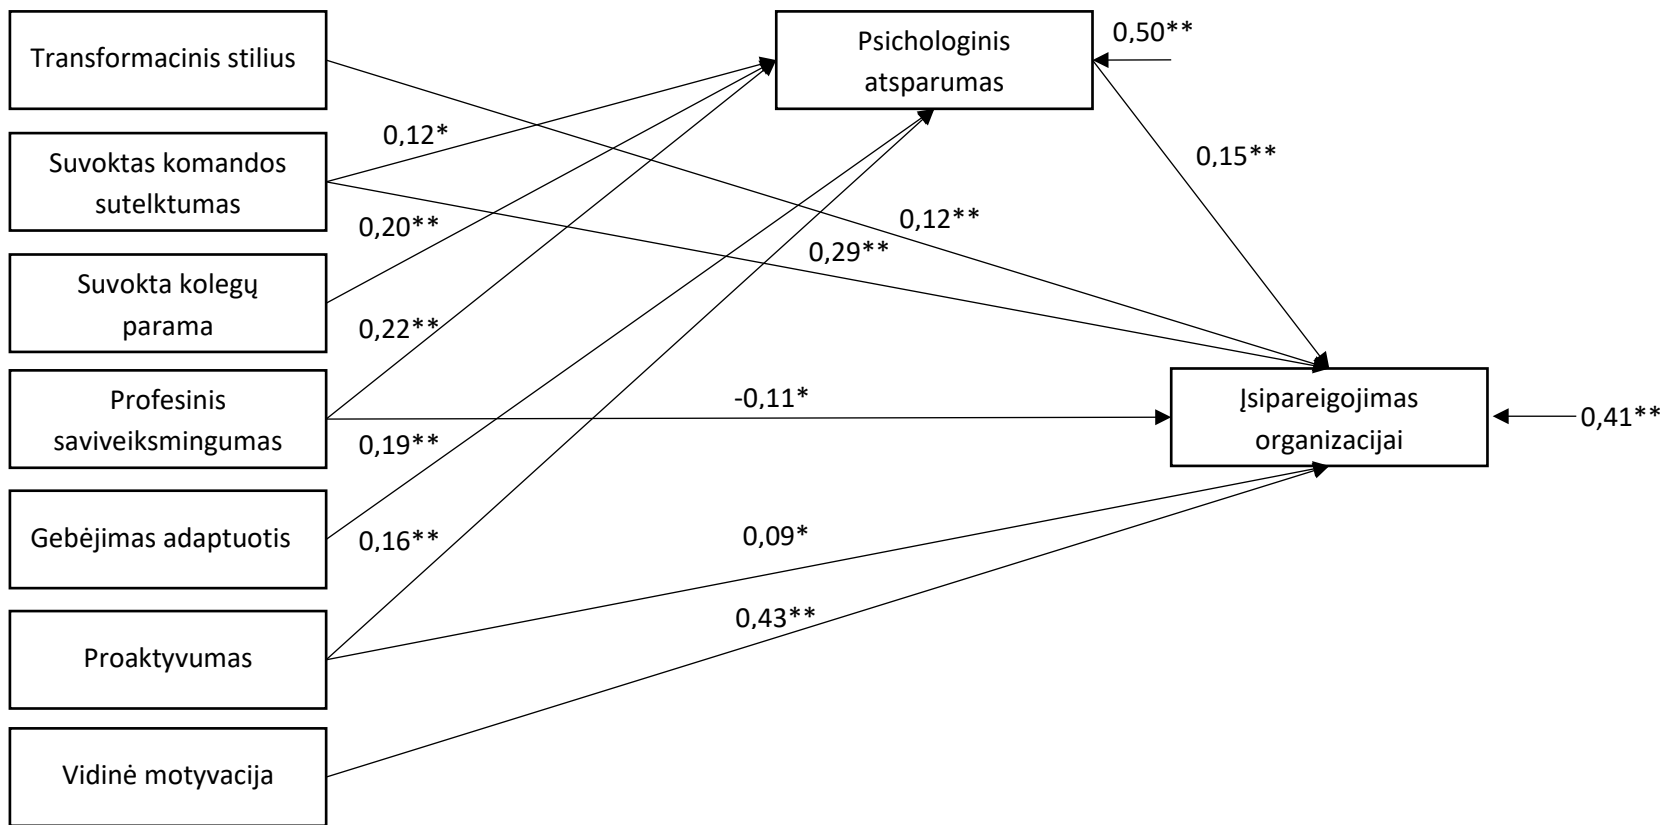 Transformacinis stilius
Psichologinis
atsparumas
0,50**
Suvoktas komandos
sutelktumas
0,12*
0,15**
0,20**
0,12**
0,29**
Suvokta kolegų
parama
0,22**
Profesinis
saviveiksmingumas
-0,11*
Įsipareigojimas
organizacijai
0,41**
0,19**
Gebėjimas adaptuotis
0,16**
0,09*
Proaktyvumas
0,43**
Vidinė motyvacija